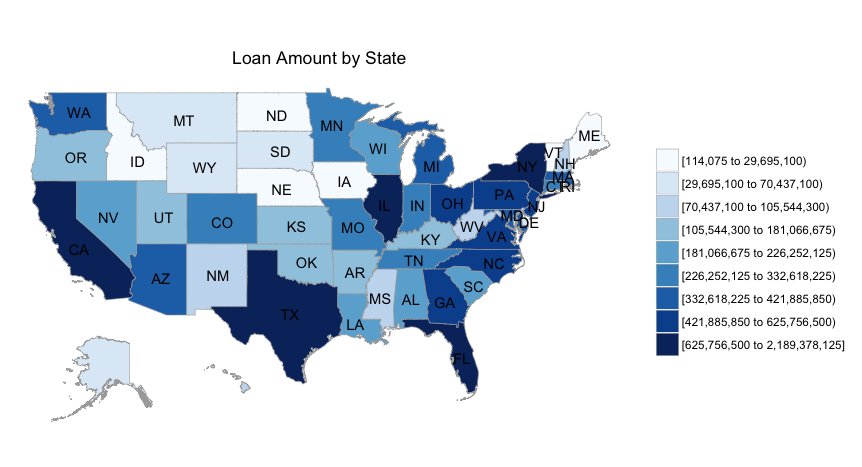 Loan Amount by State
WA
MT
ND
MN
ME
OR
ID
WY
SD
WI
MI
VT
NH
NY
MA
CT
RI
NV
UT
CO
NE
IA
IL
IN
OH
PA
NJ
MD
DE
WV
VA
CA
AZ
NM
KS
MO
KY
NC
OK
AR
TN
SC
TX
LA
MS
AL
GA
FL
[114,075 to 29,695,100)
[29,695,100 to 70,437,100)
[70,437,100 to 105,544,300)
[105,544,300 to 181,066,675)
[181,066,675 to 226,252,125)
[226,252,125 to 332,618,225)
[332,618,225 to 421,885,850)
[421,885,850 to 625,756,500)
[625,756,500 to 2,189,378,125]